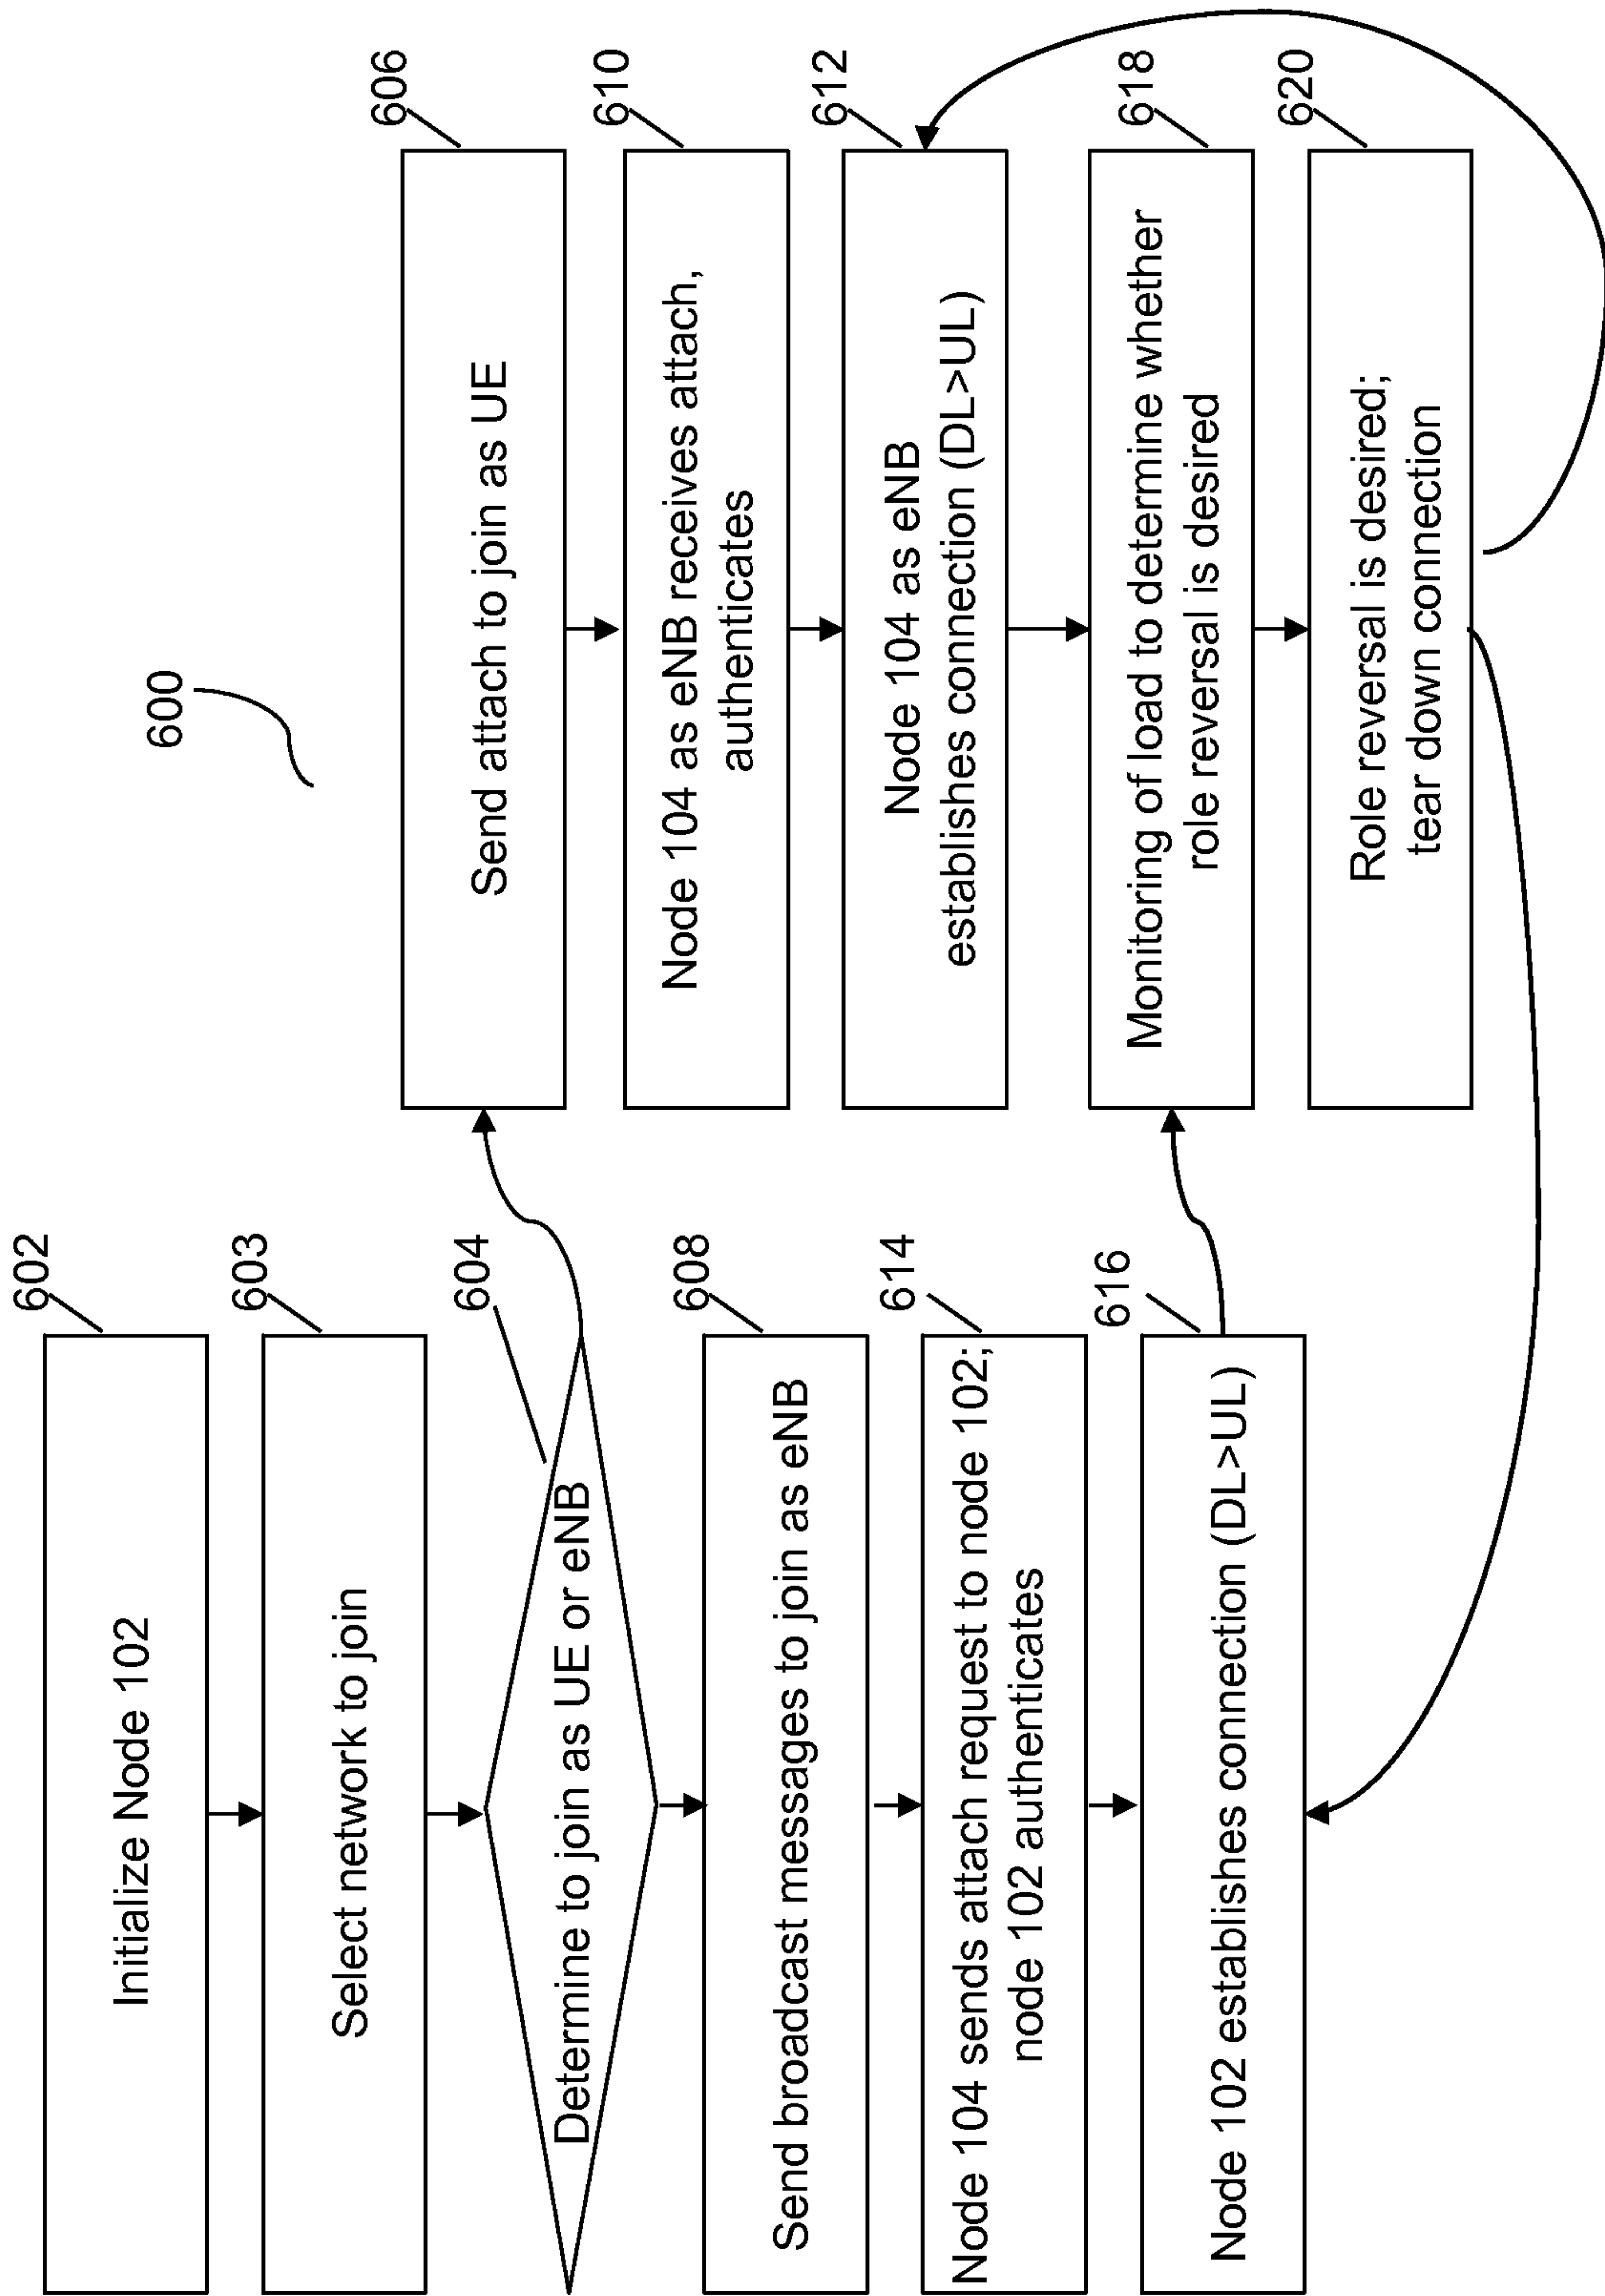 600
602
Initialize Node 102
603
Select network to join
604
Determine to join as UE or eNB
608
Send broadcast messages to join as eNB
614
Node 104 sends attach request to node 102;
node 102 authenticates
616
Node 102 establishes connection (DL>UL)
606
Send attach to join as UE
610
Node 104 as eNB receives attach,
authenticates
612
Node 104 as eNB
establishes connection (DL>UL)
618
Monitoring of load to determine whether
role reversal is desired
620
Role reversal is desired;
tear down connection